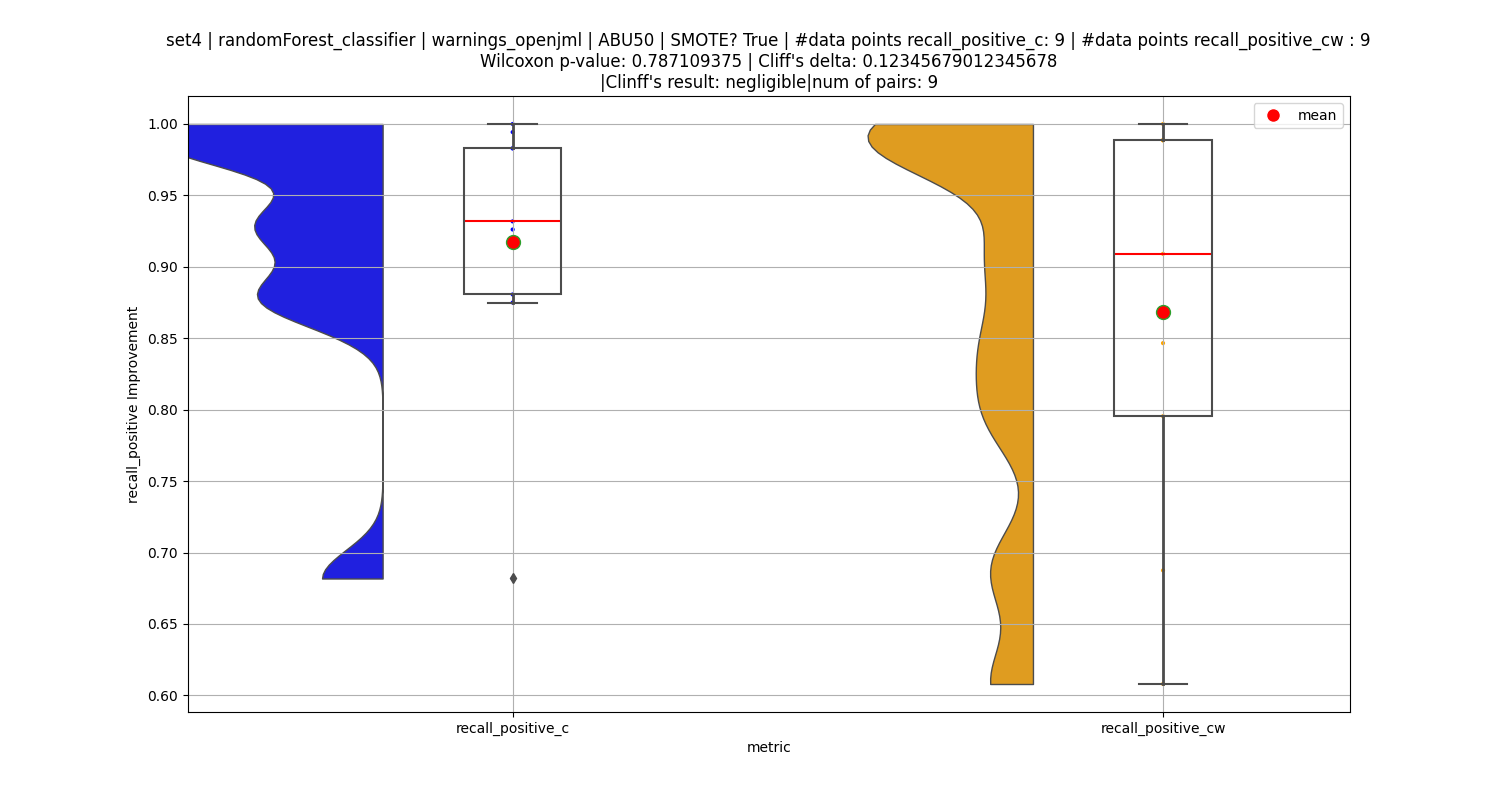 set4 | randomForest_classifier | warnings_openjml | ABU50 | SMOTE? True | #data points recall_positive_c: 9 | #data points recall_positive_cw : 9
Wilcoxon p-value: 0.787109375 | Cliff's delta: 0.12345679012345678
|Clinff's result: negligible|num of pairs: 9
mean
1.00
0.95
0.90
0.85
0.80
0.75
0.70
0.65
0.60
recall_positive Improvement
recall_positive_c
recall_positive_cw
metric